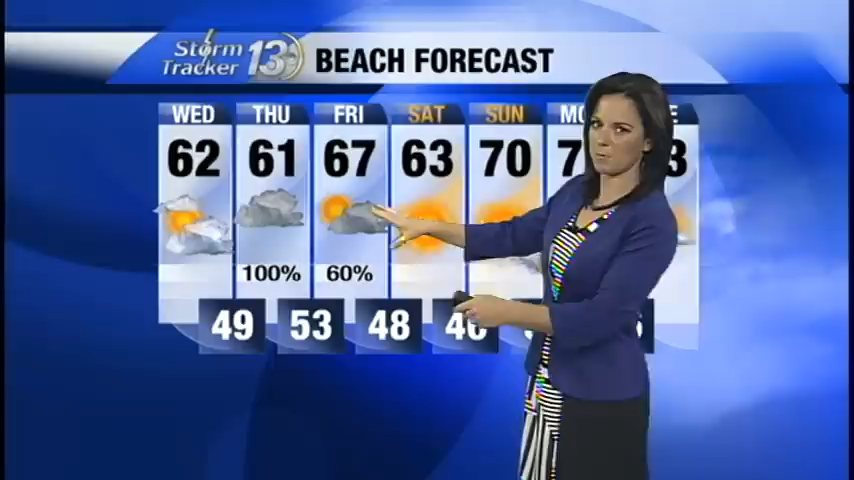 Storm
Tracker 13
BEACH FORECAST
WED THU FRI SAT SUN
62 61 67 63 70
100% 60%
49 53 48